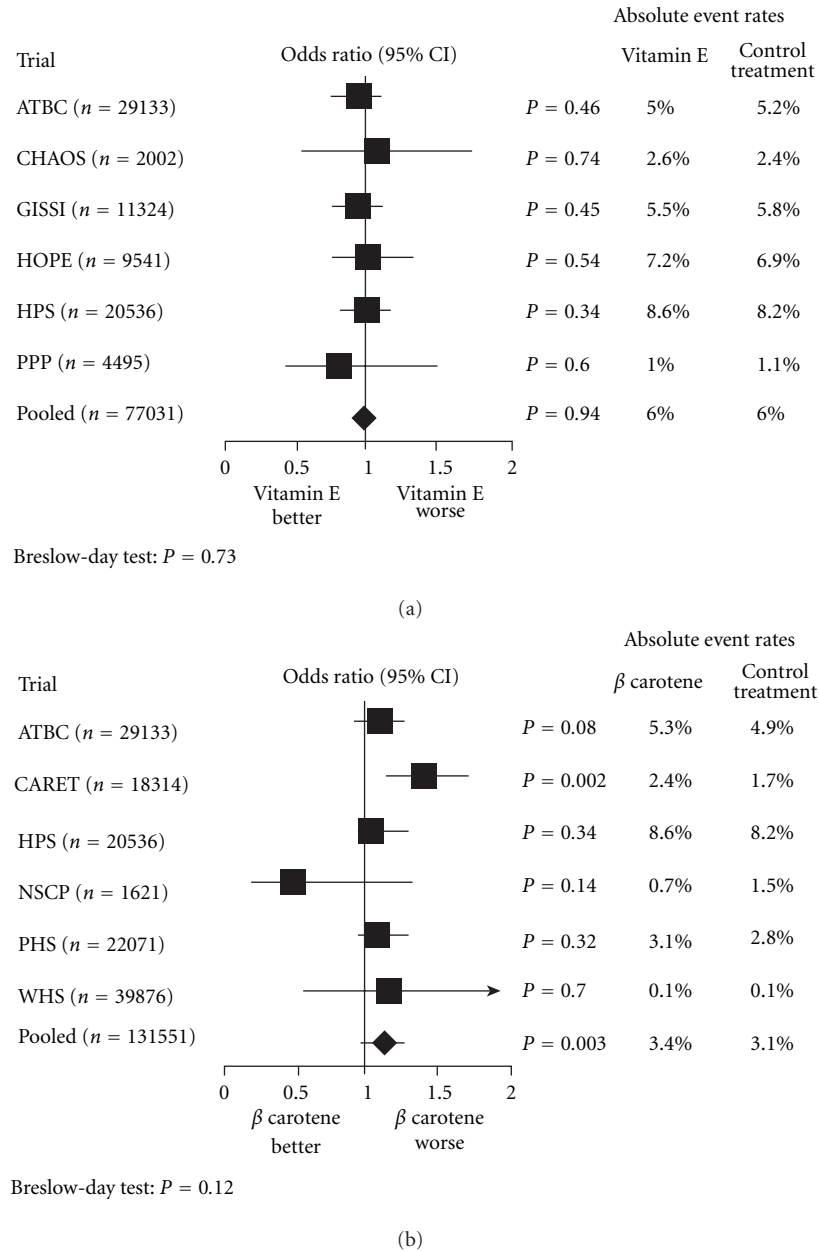 Absolute event rates
Trial Odds ratio (95% CI) Vitamin E Control treatment
ATBC (n = 29133) P = 0.46 5% 5.2%
CHAOS (n = 2002) P = 0.74 2.6% 2.4%
GISSI (n = 11324) P = 0.45 5.5% 5.8%
HOPE (n = 9541) P = 0.54 7.2% 6.9%
HPS (n = 20536) P = 0.34 8.6% 8.2%
PPP (n = 4495) P = 0.6 1% 1.1%
Pooled (n = 77031) P = 0.94 6% 6%
0 0.5 1 1.5 2
Vitamin E better Vitamin E worse
Breslow-day test: P = 0.73
(a)
Absolute event rates
Trial Odds ratio (95% CI) β carotene Control treatment
ATBC (n = 29133) P = 0.08 5.3% 4.9%
CARET (n = 18314) P = 0.002 2.4% 1.7%
HPS (n = 20536) P = 0.34 8.6% 8.2%
NSCP (n = 1621) P = 0.14 0.7% 1.5%
PHS (n = 22071) P = 0.32 3.1% 2.8%
WHS (n = 39876) P = 0.7 0.1% 0.1%
Pooled (n = 131551) P = 0.003 3.4% 3.1%
0 0.5 1 1.5 2
β carotene better β carotene worse
Breslow-day test: P = 0.12
(b)